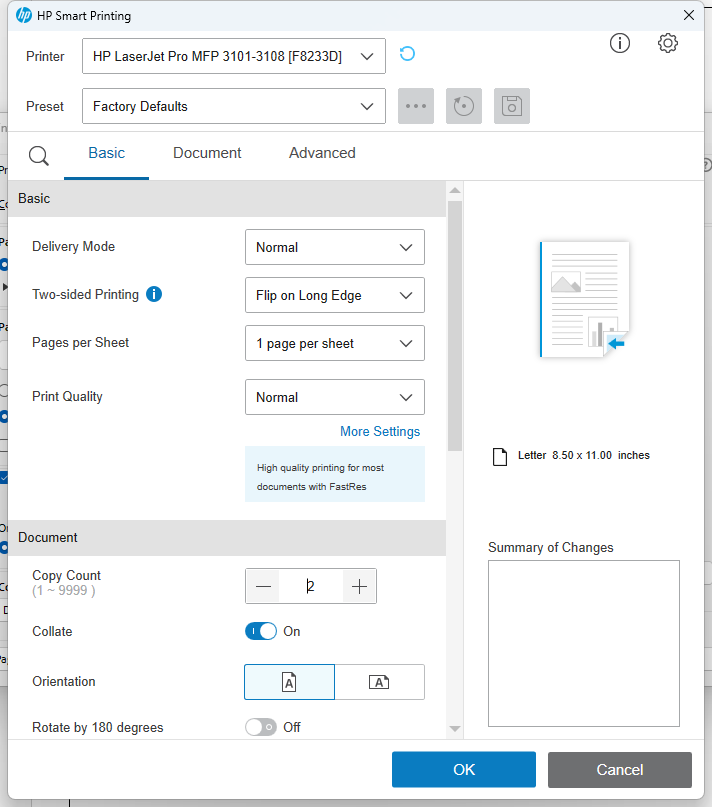 hp HP Smart Printing
Printer HP LaserJet Pro MFP 3101-3108 [F8233D]
Preset Factory Defaults
Basic Document Advanced
Basic
Delivery Mode Normal
Two-sided Printing Flip on Long Edge
Pages per Sheet 1 page per sheet
Print Quality Normal
More Settings
High quality printing for most
documents with FastRes
Letter 8.50 x 11.00 inches
Document
Copy Count 2
(1 ~ 9999 )
Collate On
Orientation
Rotate by 180 degrees Off
Summary of Changes
OK Cancel